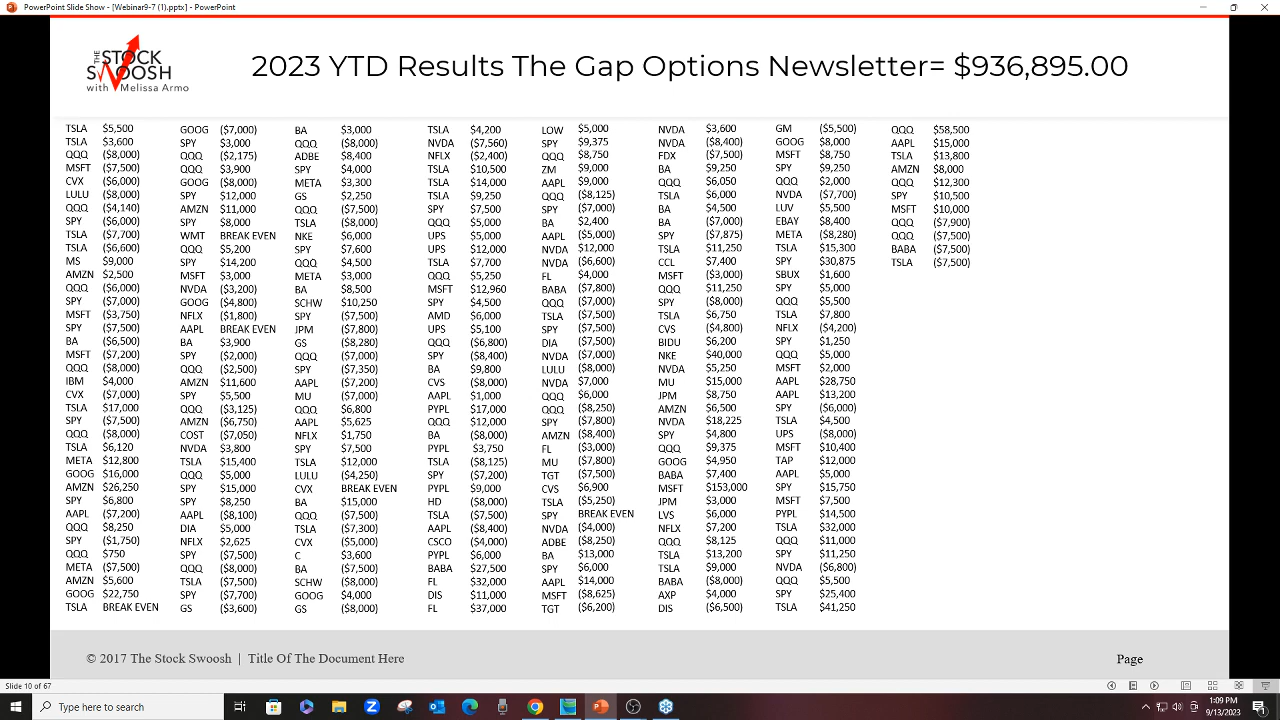 PowerPoint Slide Show - [Webinar9-7 (1).pptx] - PowerPoint
THE STOCK SWOOSH
with Melissa Armo
2023 YTD Results The Gap Options Newsletter= $936,895.00
TSLA $5,500
TSLA $3,600
QQQ ($8,000)
MSFT ($7,500)
CVX ($6,000)
LULU ($8,000)
QQQ ($4,140)
SPY ($6,000)
TSLA ($7,700)
TSLA ($6,600)
MS $9,000
AMZN $2,500
QQQ ($6,000)
SPY ($7,000)
MSFT ($3,750)
SPY ($7,500)
BA ($6,500)
MSFT ($7,200)
QQQ ($8,000)
IBM $4,000
CVX ($7,000)
TSLA $17,000
SPY ($7,500)
QQQ ($8,000)
TSLA $6,120
META $12,800
GOOG $16,000
AMZN $26,250
SPY $6,800
AAPL ($7,200)
QQQ $8,250
SPY ($1,750)
QQQ $750
META ($7,500)
AMZN $5,600
GOOG $22,750
TSLA BREAK EVEN
GOOG ($7,000)
SPY $3,000
QQQ ($2,175)
QQQ $3,900
GOOG ($8,000)
SPY $12,000
AMZN $11,000
SPY $8,000
WMT BREAK EVEN
QQQ $5,200
SPY $14,200
MSFT $3,000
NVDA ($3,200)
GOOG ($4,800)
NFLX ($1,800)
AAPL BREAK EVEN
BA $3,900
SPY ($2,000)
QQQ ($2,500)
AMZN $11,600
SPY $5,500
QQQ ($3,125)
AMZN ($6,750)
COST ($7,050)
NVDA $3,800
TSLA $15,400
QQQ $5,000
SPY $15,000
SPY $8,250
AAPL ($8,100)
DIA $5,000
NFLX $2,625
SPY ($7,500)
QQQ ($8,000)
TSLA ($7,500)
SPY ($7,700)
GS ($3,600)
BA $3,000
QQQ ($8,000)
ADBE $8,400
SPY $4,000
META $3,300
GS $2,250
QQQ ($7,500)
TSLA ($8,000)
NKE $6,000
SPY $7,600
QQQ $4,500
META $3,000
BA $8,500
SCHW $10,250
SPY ($7,500)
JPM ($7,800)
GS ($8,280)
QQQ ($7,000)
SPY ($7,350)
AAPL ($7,200)
MU ($7,000)
QQQ $6,800
AAPL $5,625
NFLX $1,750
SPY $7,500
TSLA $12,000
LULU ($4,250)
CVX BREAK EVEN
BA $15,000
QQQ ($7,500)
TSLA ($7,300)
CVX ($5,000)
C $3,600
BA ($7,500)
SCHW ($8,000)
GOOG $4,000
GS ($8,000)
TSLA $4,200
NVDA ($7,560)
NFLX ($2,400)
TSLA $10,500
TSLA $14,000
TSLA $9,250
SPY $7,500
QQQ $5,000
UPS $5,000
UPS $12,000
TSLA $7,700
QQQ $5,250
MSFT $12,960
SPY $4,500
AMD $6,000
UPS $5,100
QQQ ($6,800)
SPY ($8,400)
BA $9,800
CVS ($8,000)
AAPL $1,000
PYPL $17,000
QQQ $12,000
BA ($8,000)
PYPL $3,750
TSLA ($8,125)
SPY ($7,200)
PYPL $9,000
HD ($8,000)
TSLA ($7,500)
AAPL ($8,400)
CSCO ($4,000)
PYPL $6,000
BABA $27,500
FL $32,000
DIS $11,000
FL $37,000
LOW $5,000
SPY $9,375
QQQ $8,750
ZM $9,000
AAPL $9,000
QQQ ($8,125)
SPY ($7,000)
BA $2,400
AAPL ($5,000)
NVDA $12,000
NVDA ($6,600)
FL $4,000
BABA ($7,800)
QQQ ($7,000)
TSLA ($7,500)
SPY ($7,500)
DIA ($7,500)
NVDA ($7,000)
LULU ($8,000)
NVDA $7,000
QQQ $6,000
QQQ ($8,250)
SPY ($7,800)
AMZN ($8,400)
FL ($3,000)
MU ($7,800)
TGT ($7,500)
CVS $6,900
TSLA ($5,250)
SPY BREAK EVEN
NVDA ($4,000)
ADBE ($8,250)
BA $13,000
SPY $6,000
AAPL $14,000
MSFT ($8,625)
TGT ($6,200)
NVDA $3,600
NVDA ($8,400)
FDX ($7,500)
BA $9,250
QQQ $6,050
TSLA $6,000
BA $4,500
BA ($7,000)
SPY ($7,875)
TSLA $11,250
CCL $7,400
MSFT ($3,000)
QQQ $11,250
SPY ($8,000)
TSLA $6,750
CVS ($4,800)
BIDU $6,200
NKE $40,000
NVDA $5,250
MU $15,000
JPM $8,750
AMZN $6,500
NVDA $18,225
SPY $4,800
QQQ $9,375
GOOG $4,950
BABA $7,400
MSFT $153,000
JPM $3,000
LVS $6,000
NFLX $7,200
QQQ $8,125
TSLA $13,200
TSLA $9,000
BABA ($8,000)
AXP $4,000
DIS ($6,500)
GM ($5,500)
GOOG $8,000
MSFT $8,750
SPY $9,250
QQQ $2,000
NVDA ($7,700)
LUV $5,500
EBAY $8,400
META ($8,280)
TSLA $15,300
SPY $30,875
SBUX $1,600
SPY $5,000
QQQ $5,500
TSLA $7,800
NFLX ($4,200)
SPY $1,250
QQQ $5,000
MSFT $2,000
AAPL $28,750
AAPL $13,200
SPY ($6,000)
TSLA $4,500
UPS ($8,000)
MSFT $10,400
TAP $12,000
AAPL $5,000
SPY $15,750
MSFT $7,500
PYPL $14,500
TSLA $32,000
QQQ $11,000
SPY $11,250
NVDA ($6,800)
QQQ $5,500
SPY $25,400
TSLA $41,250
QQQ $58,500
AAPL $15,000
TSLA $13,800
AMZN $8,000
QQQ $12,300
SPY $10,500
MSFT $10,000
QQQ ($7,900)
QQQ ($7,500)
BABA ($7,500)
TSLA ($7,500)
© 2017 The Stock Swoosh | Title Of The Document Here
Page
Slide 10 of 67
Type here to search
1:09 PM
9/13/2023